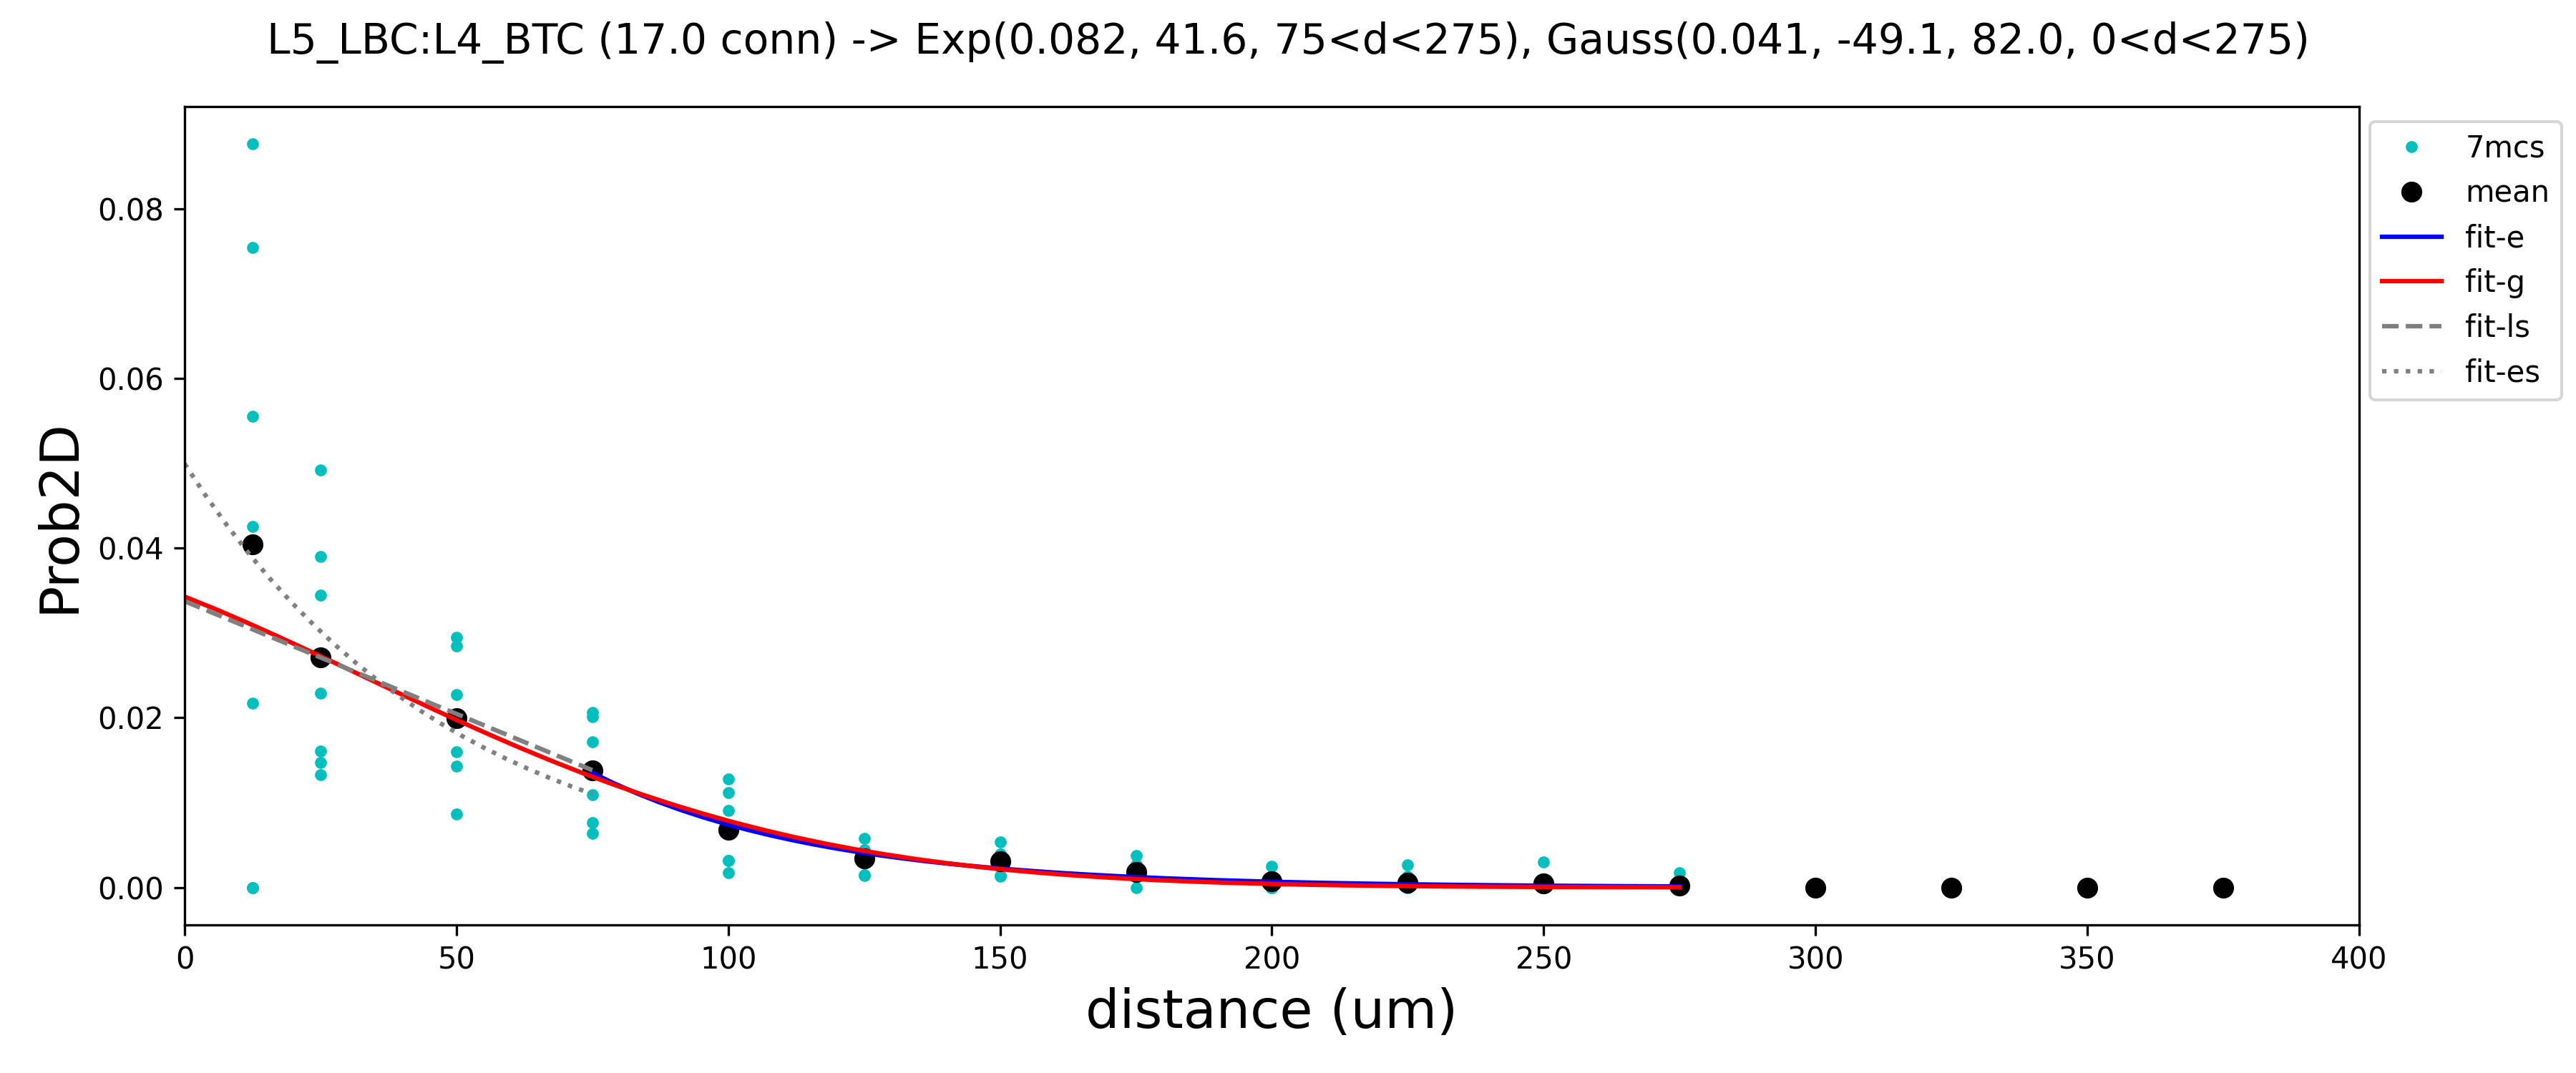 L5_LBC:L4_BTC (17.0 conn) -> Exp(0.082, 41.6, 75<d<275), Gauss(0.041, -49.1, 82.0, 0<d<275)
7mcs
mean
fit-e
fit-g
fit-ls
fit-es
Prob2D
0.08
0.06
0.04
0.02
0.00
0 50 100 150 200 250 300 350 400
distance (um)